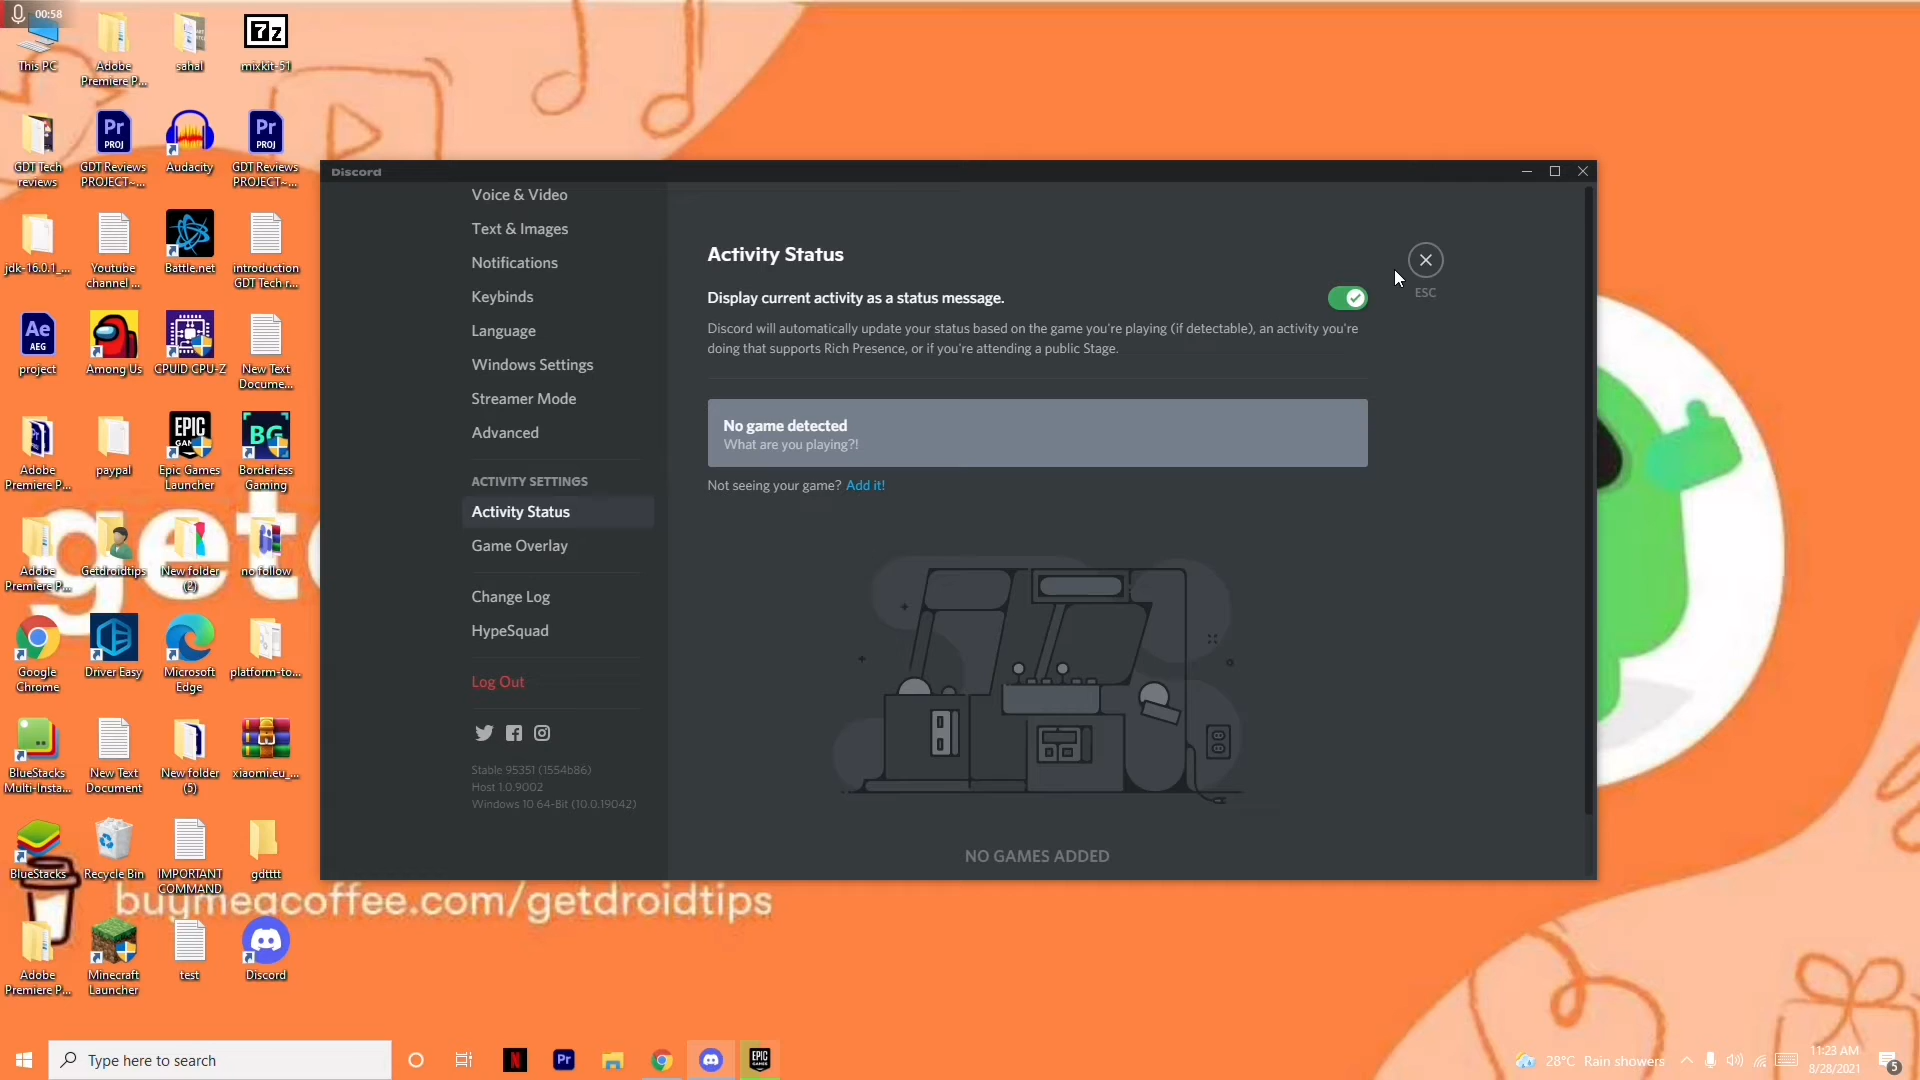 00:58
This PC
Adobe
Premiere P...
sahal
mixkit-51
GDT Tech
reviews
GDT Reviews
PROJECT~...
Audacity
GDT Reviews
PROJECT~...
jdk-16.0.1_...
Youtube
channel ...
Battle.net
introduction
GDT Tech r...
project
Among Us
CPUID CPU-Z
New Text
Docume...
Adobe
Premiere P...
paypal
Epic Games
Launcher
Borderless
Gaming
Adobe
Premiere P...
Getdroidtips
New folder
(2)
no follow
Google
Chrome
Driver Easy
Microsoft
Edge
platform-to...
BlueStacks
Multi-Insta...
New Text
Document
New folder
(5)
xiaomi.eu_...
BlueStacks
Recycle Bin
IMPORTANT
COMMAND
gdtttt
Adobe
Premiere P...
Minecraft
Launcher
test
Discord
buymeacoffee.com/getdroidtips
Discord
Voice & Video
Text & Images
Notifications
Keybinds
Language
Windows Settings
Streamer Mode
Advanced
ACTIVITY SETTINGS
Activity Status
Game Overlay
Change Log
HypeSquad
Log Out
Stable 95351 (1554b86)
Host 1.0.9002
Windows 10 64-Bit (10.0.19042)
Activity Status
ESC
Display current activity as a status message.
Discord will automatically update your status based on the game you're playing (if detectable), an activity you're
doing that supports Rich Presence, or if you're attending a public Stage.
No game detected
What are you playing?!
Not seeing your game? Add it!
NO GAMES ADDED
Type here to search
28°C Rain showers
11:23 AM
8/28/2021
5